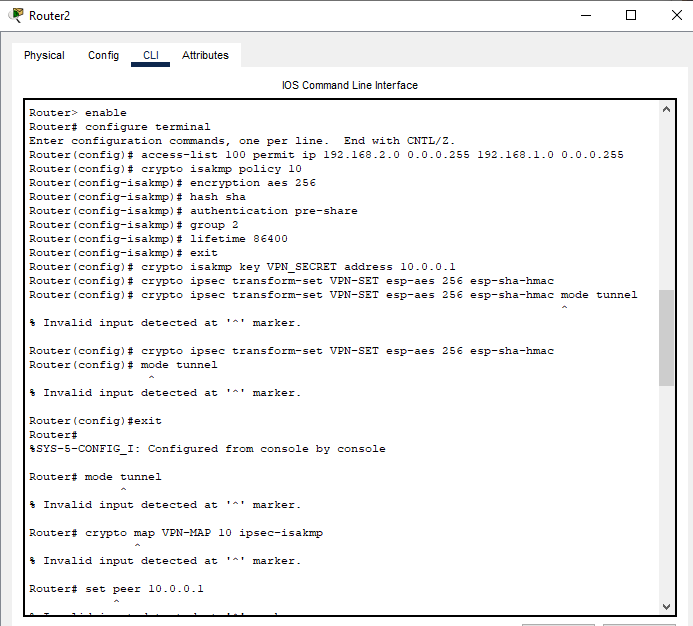 Router2
Physical Config CLI Attributes
IOS Command Line Interface
Router> enable
Router# configure terminal
Enter configuration commands, one per line.  End with CNTL/Z.
Router(config)# access-list 100 permit ip 192.168.2.0 0.0.0.255 192.168.1.0 0.0.0.255
Router(config)# crypto isakmp policy 10
Router(config-isakmp)# encryption aes 256
Router(config-isakmp)# hash sha
Router(config-isakmp)# authentication pre-share
Router(config-isakmp)# group 2
Router(config-isakmp)# lifetime 86400
Router(config-isakmp)# exit
Router(config)# crypto isakmp key VPN_SECRET address 10.0.0.1
Router(config)# crypto ipsec transform-set VPN-SET esp-aes 256 esp-sha-hmac
Router(config)# crypto ipsec transform-set VPN-SET esp-aes 256 esp-sha-hmac mode tunnel
^
% Invalid input detected at '^' marker.
Router(config)# crypto ipsec transform-set VPN-SET esp-aes 256 esp-sha-hmac
Router(config)# mode tunnel
^
% Invalid input detected at '^' marker.
Router(config)#exit
Router#
%SYS-5-CONFIG_I: Configured from console by console
Router# mode tunnel
^
% Invalid input detected at '^' marker.
Router# crypto map VPN-MAP 10 ipsec-isakmp
^
% Invalid input detected at '^' marker.
Router# set peer 10.0.0.1
^